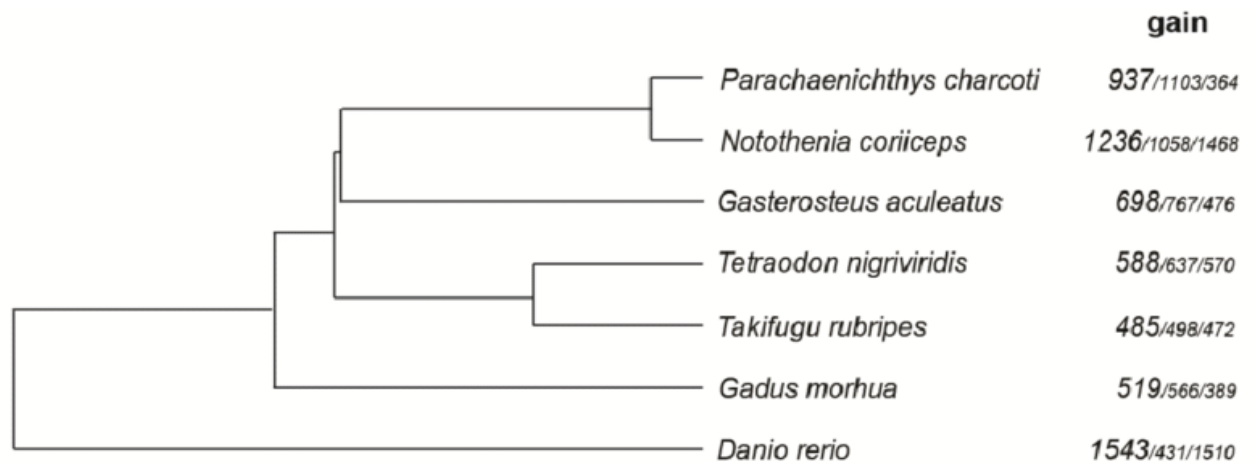 gain
Parachaenichthys charcoti 937/1103/364
Notothenia coriiceps 1236/1058/1468
Gasterosteus aculeatus 698/767/476
Tetraodon nigriviridis 588/637/570
Takifugu rubripes 485/498/472
Gadus morhua 519/566/389
Danio rerio 1543/431/1510